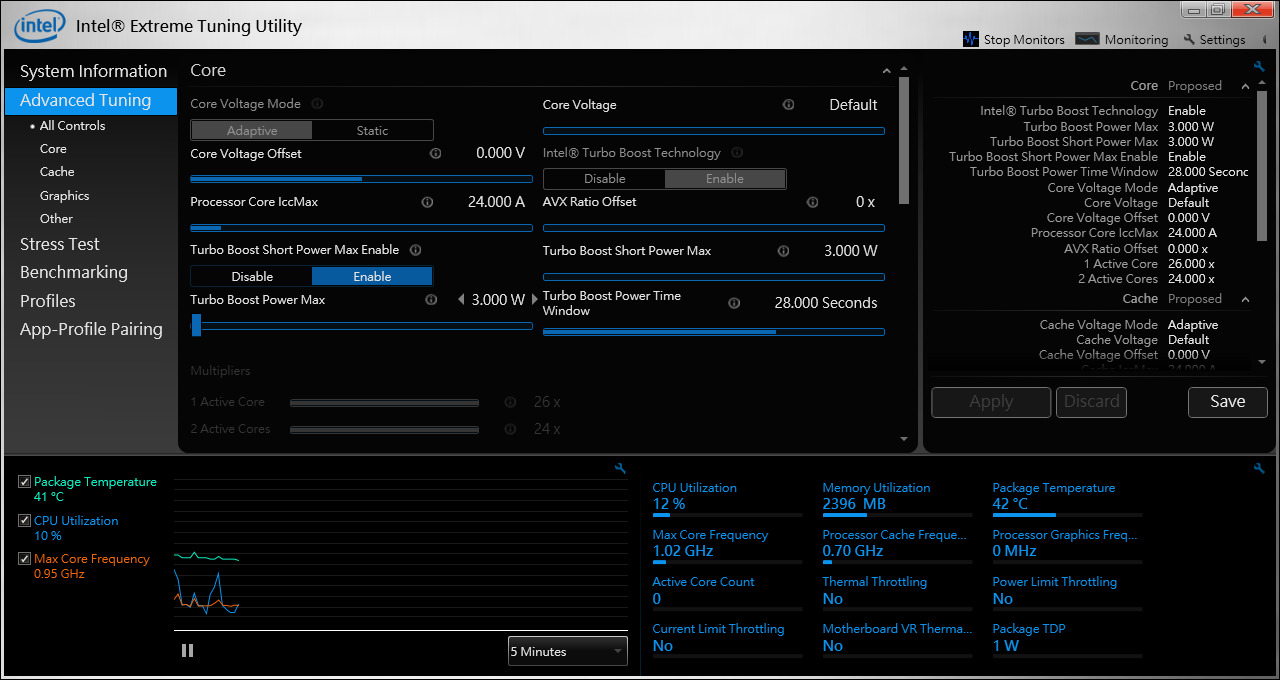 intel
Intel® Extreme Tuning Utility
Stop Monitors
Monitoring
Settings
System Information
Advanced Tuning
• All Controls
Core
Cache
Graphics
Other
Stress Test
Benchmarking
Profiles
App-Profile Pairing
Core
Core Voltage Mode
Adaptive Static
Core Voltage Default
Core Voltage Offset 0.000 V
Intel® Turbo Boost Technology
Disable Enable
Processor Core IccMax 24.000 A
AVX Ratio Offset 0 x
Turbo Boost Short Power Max Enable
Disable Enable
Turbo Boost Short Power Max 3.000 W
Turbo Boost Power Max 3.000 W
Turbo Boost Power Time
Window
28.000 Seconds
Multipliers
1 Active Core 26 x
2 Active Cores 24 x
Core Proposed
Intel® Turbo Boost Technology Enable
Turbo Boost Power Max 3.000 W
Turbo Boost Short Power Max 3.000 W
Turbo Boost Short Power Max Enable Enable
Turbo Boost Power Time Window 28.000 Seconc
Core Voltage Mode Adaptive
Core Voltage Default
Core Voltage Offset 0.000 V
Processor Core IccMax 24.000 A
AVX Ratio Offset 0.000 x
1 Active Core 26.000 x
2 Active Cores 24.000 x
Cache Proposed
Cache Voltage Mode Adaptive
Cache Voltage Default
Cache Voltage Offset 0.000 V
Cache IccMax 24.000 A
Apply
Discard
Save
Package Temperature
41 °C
CPU Utilization
10 %
Max Core Frequency
0.95 GHz
5 Minutes
CPU Utilization
12 %
Memory Utilization
2396 MB
Package Temperature
42 °C
Max Core Frequency
1.02 GHz
Processor Cache Freque...
0.70 GHz
Processor Graphics Freq...
0 MHz
Active Core Count
0
Thermal Throttling
No
Power Limit Throttling
No
Current Limit Throttling
No
Motherboard VR Therma...
No
Package TDP
1 W